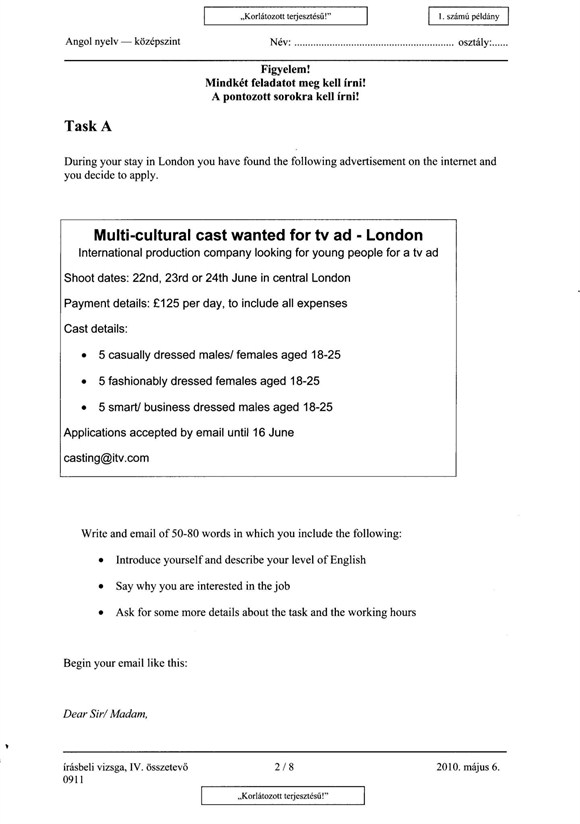 „Korlátozott terjesztésű!”
1. számú példány
Angol nyelv — középszint
Név: ............................................................ osztály:......
Figyelem!
Mindkét feladatot meg kell írni!
A pontozott sorokra kell írni!
Task A
During your stay in London you have found the following advertisement on the internet and
you decide to apply.
Multi-cultural cast wanted for tv ad - London
International production company looking for young people for a tv ad
Shoot dates: 22nd, 23rd or 24th June in central London
Payment details: £125 per day, to include all expenses
Cast details:
• 5 casually dressed males/ females aged 18-25
• 5 fashionably dressed females aged 18-25
• 5 smart/ business dressed males aged 18-25
Applications accepted by email until 16 June
casting@itv.com
Write and email of 50-80 words in which you include the following:
• Introduce yourself and describe your level of English
• Say why you are interested in the job
• Ask for some more details about the task and the working hours
Begin your email like this:
Dear Sir/ Madam,
írásbeli vizsga, IV. összetevő
2 / 8
2010. május 6.
0911
„Korlátozott terjesztésű!”